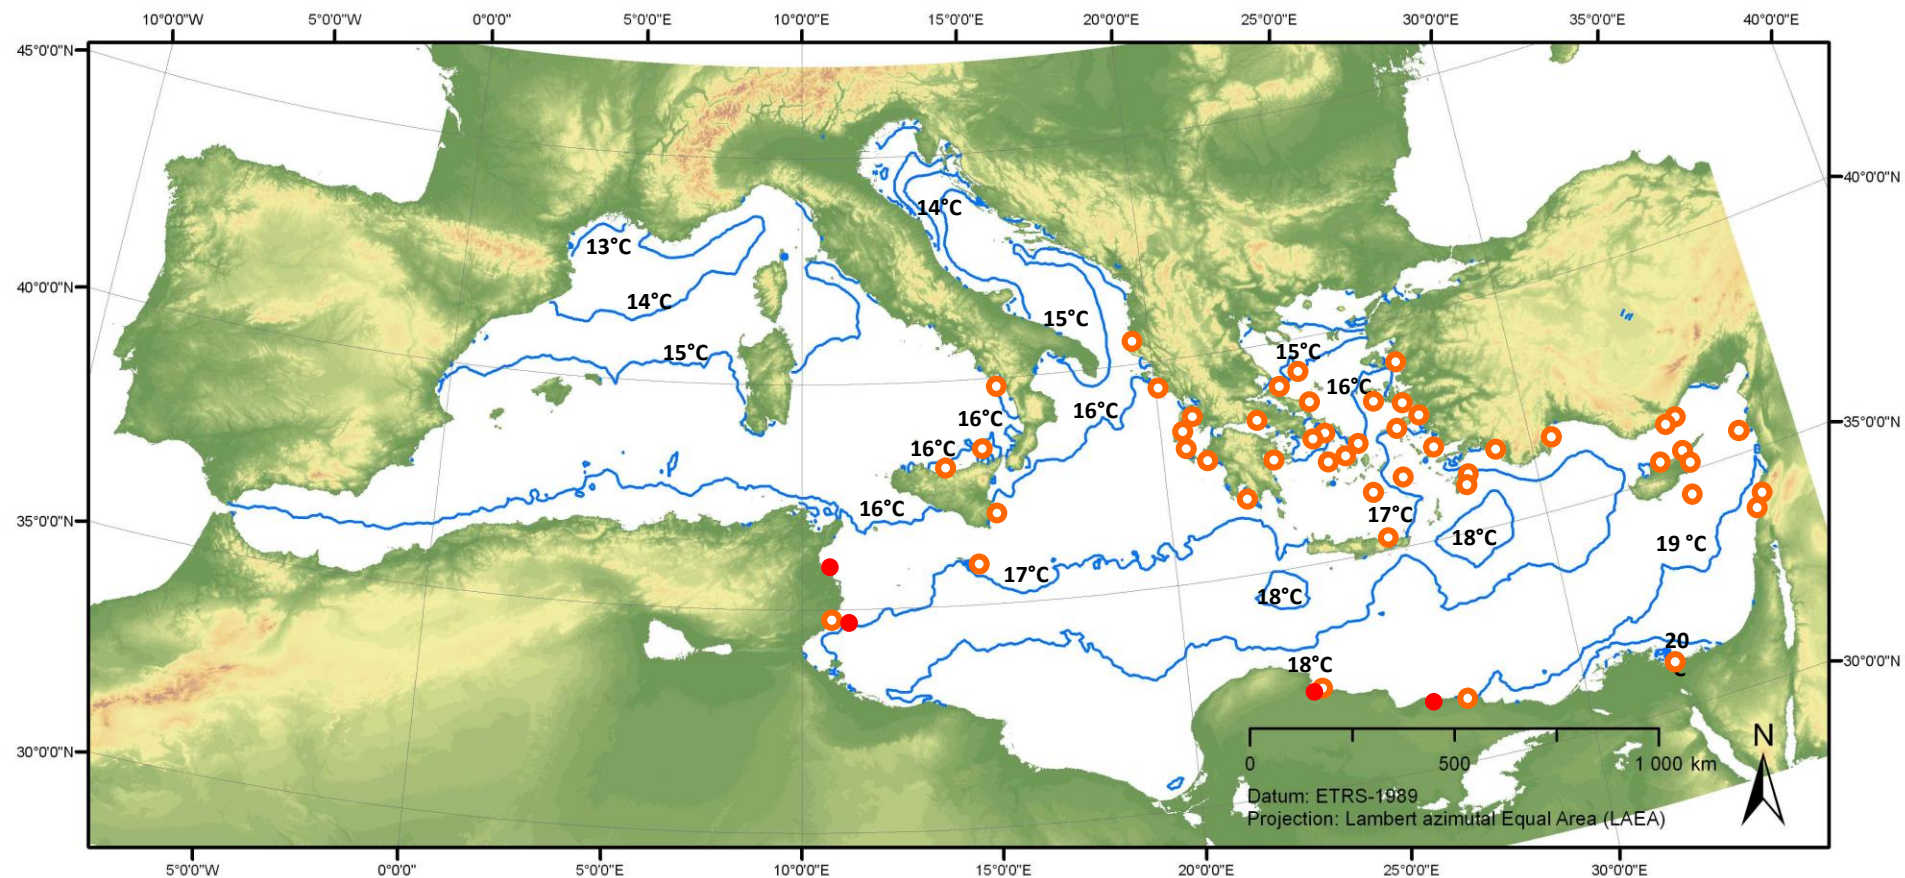 10°0'0"W 5°0'0"W 0°0'0" 5°0'0"E 10°0'0"E 15°0'0"E 20°0'0"E 25°0'0"E 30°0'0"E 35°0'0"E 40°0'0"E
45°0'0"N
40°0'0"N
14°C
13°C
40°0'0"N
14°C
15°C
15°C
15°C
16°C
16°C
16°C
35°0'0"N
16°C
16°C
35°0'0"N
17°C
18°C
19 °C
17°C
18°C
20
°C
18°C
30°0'0"N
30°0'0"N
N
0 500 1 000 km
Datum: ETRS-1989
Projection: Lambert azimutal Equal Area (LAEA)
5°0'0"W 0°0'0" 5°0'0"E 10°0'0"E 15°0'0"E 20°0'0"E 25°0'0"E 30°0'0"E